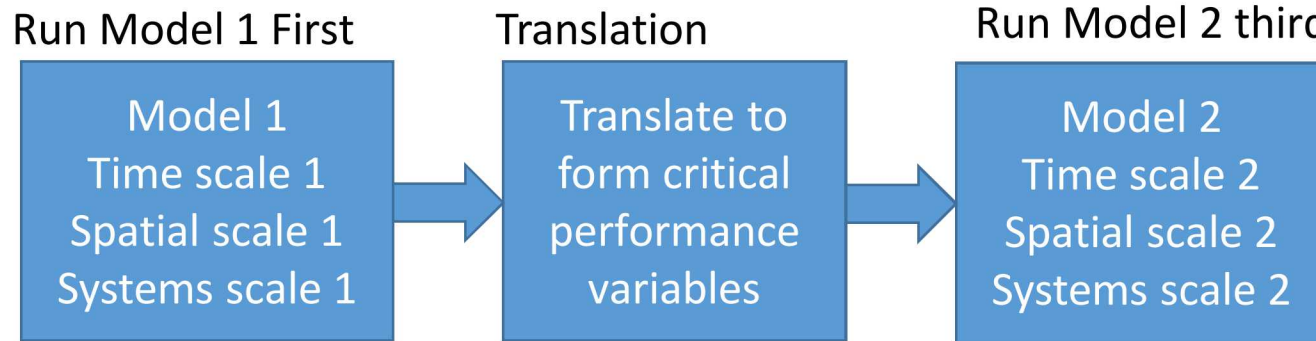 Run Model 1 First
Model 1
Time scale 1
Spatial scale 1
Systems scale 1
Translation
Translate to
form critical
performance
variables
Run Model 2 third
Model 2
Time scale 2
Spatial scale 2
Systems scale 2